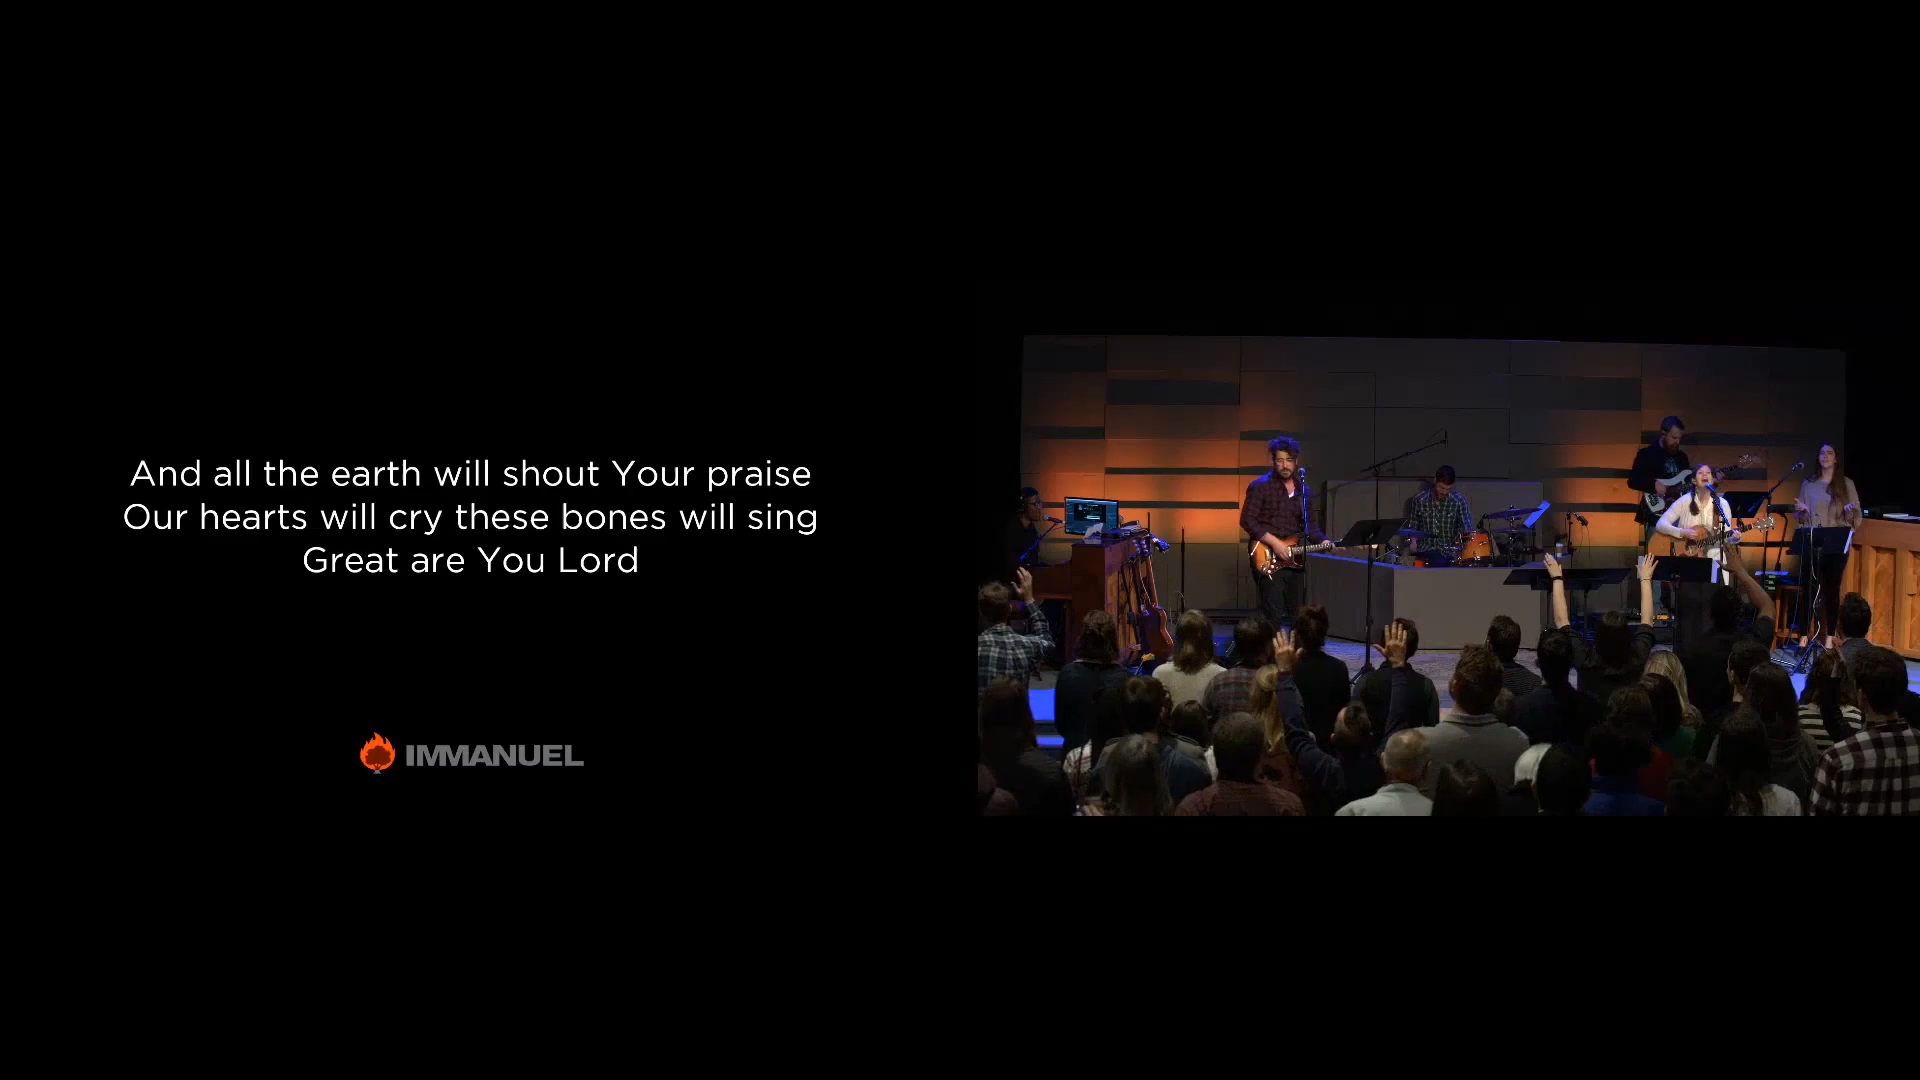 And all the earth will shout Your praise
Our hearts will cry these bones will sing
Great are You Lord
IMMANUEL